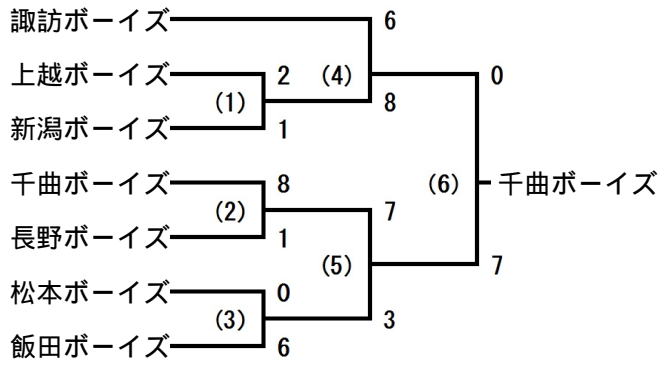 諏訪ボーイズ 6
上越ボーイズ 2 (4) 0
(1) 8
新潟ボーイズ 1
千曲ボーイズ 8 (6) 千曲ボーイズ
(2) 7
長野ボーイズ 1
(5) 7
松本ボーイズ 0
(3) 3
飯田ボーイズ 6